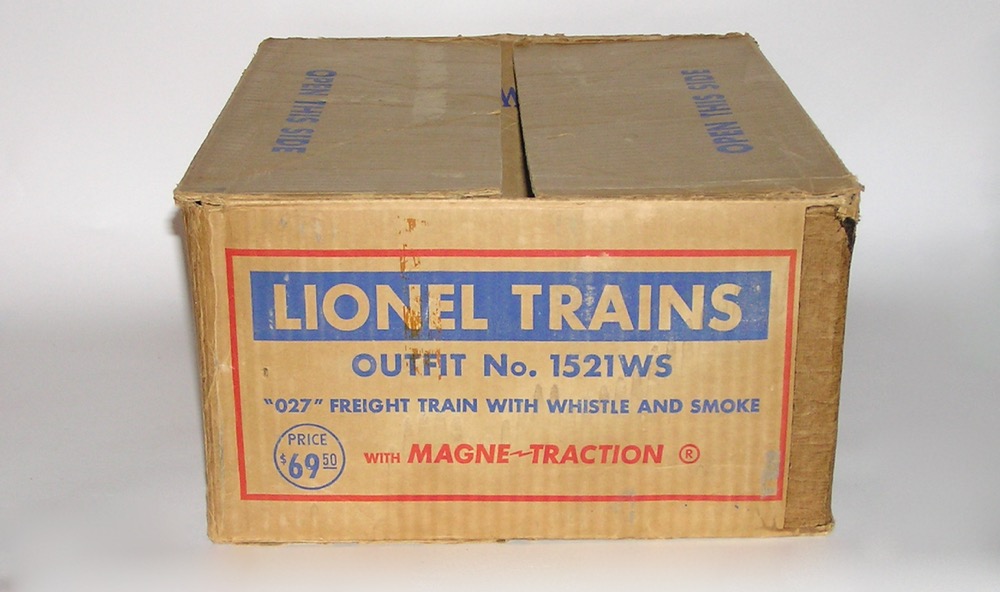 OPEN THIS SIDE
W
OPEN THIS SIDE
LIONEL TRAINS
OUTFIT No. 1521WS
"027" FREIGHT TRAIN WITH WHISTLE AND SMOKE
PRICE
$69 50
WITH MAGNE-TRACTION ®